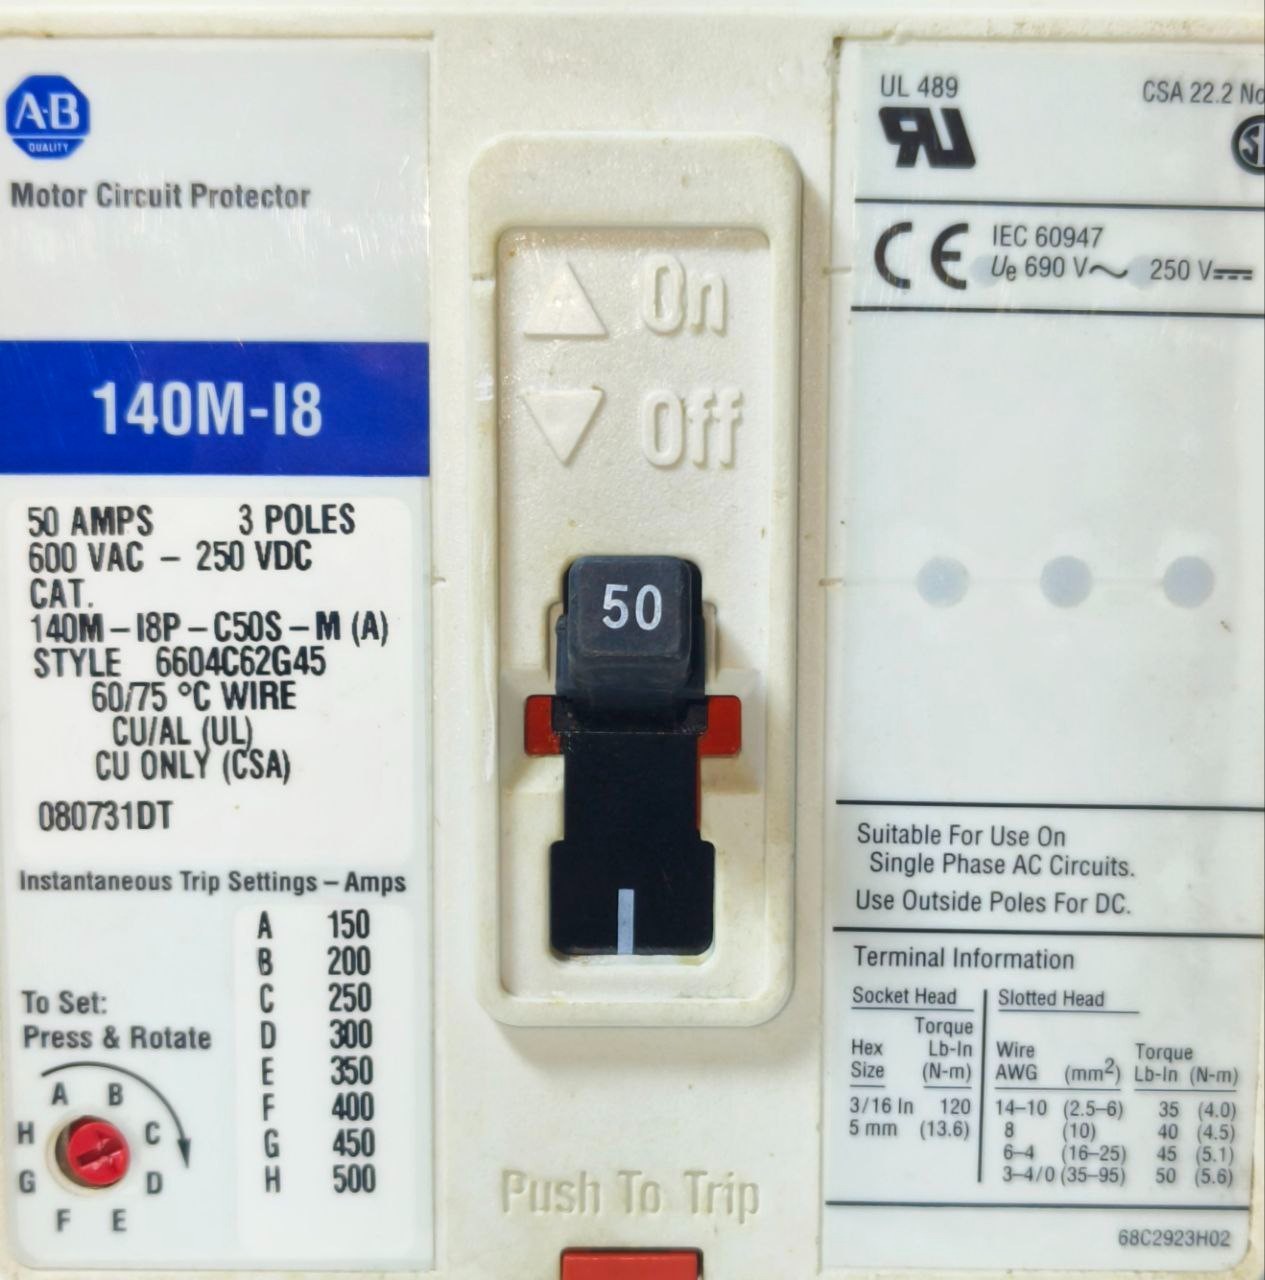 A-B
QUALITY
Motor Circuit Protector
140M-I8
50 AMPS 3 POLES
600 VAC – 250 VDC
CAT.
140M – I8P – C50S – M (A)
STYLE 6604C62G45
60/75 °C WIRE
CU/AL (UL)
CU ONLY (CSA)
080731DT
Instantaneous Trip Settings – Amps
A 150
B 200
C 250
D 300
E 350
F 400
G 450
H 500
To Set:
Press & Rotate
A B
H C
G D
F E
On
Off
50
Push To Trip
UL 489
CSA 22.2 No
CE IEC 60947
Ue 690 V~ 250 V⎓
Suitable For Use On
Single Phase AC Circuits.
Use Outside Poles For DC.
Terminal Information
Socket Head
Torque
Hex Lb-In
Size (N-m)
3/16 In 120
5 mm (13.6)
Slotted Head
Wire Torque
AWG (mm²) Lb-In (N-m)
14–10 (2.5–6) 35 (4.0)
8 (10) 40 (4.5)
6–4 (16–25) 45 (5.1)
3–4/0 (35–95) 50 (5.6)
68C2923H02